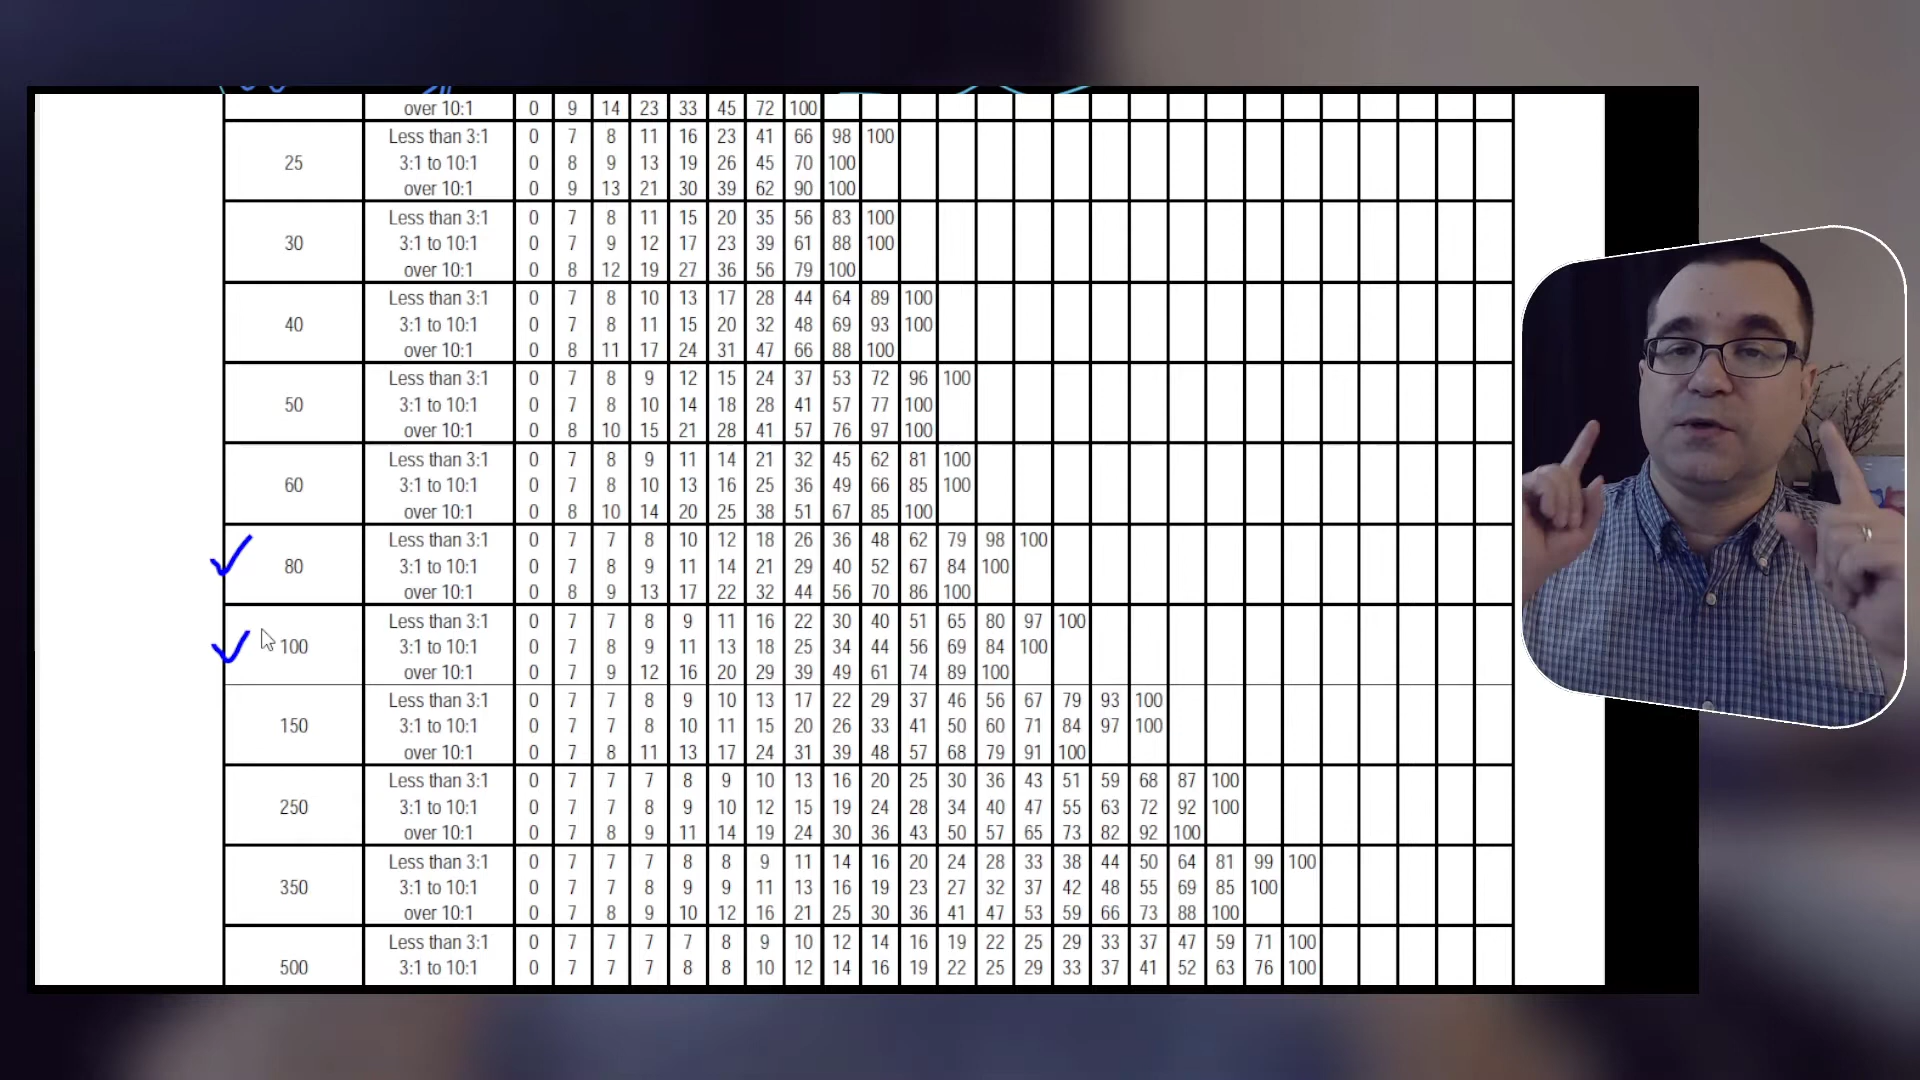 over 10:1 0 9 14 23 33 45 72 100
Less than 3:1 0 7 8 11 16 23 41 66 98 100
25 3:1 to 10:1 0 8 9 13 19 26 45 70 100
over 10:1 0 9 13 21 30 39 62 90 100
Less than 3:1 0 7 8 11 15 20 35 56 83 100
30 3:1 to 10:1 0 7 9 12 17 23 39 61 88 100
over 10:1 0 8 12 19 27 36 56 79 100
Less than 3:1 0 7 8 10 13 17 28 44 64 89 100
40 3:1 to 10:1 0 7 8 11 15 20 32 48 69 93 100
over 10:1 0 8 11 17 24 31 47 66 88 100
Less than 3:1 0 7 8 9 12 15 24 37 53 72 96 100
50 3:1 to 10:1 0 7 8 10 14 18 28 41 57 77 100
over 10:1 0 8 10 15 21 28 41 57 76 97 100
Less than 3:1 0 7 8 9 11 14 21 32 45 62 81 100
60 3:1 to 10:1 0 7 8 10 13 16 25 36 49 66 85 100
over 10:1 0 8 10 14 20 25 38 51 67 85 100
Less than 3:1 0 7 7 8 10 12 18 26 36 48 62 79 98 100
80 3:1 to 10:1 0 7 8 9 11 14 21 29 40 52 67 84 100
over 10:1 0 8 9 13 17 22 32 44 56 70 86 100
Less than 3:1 0 7 7 8 9 11 16 22 30 40 51 65 80 97 100
100 3:1 to 10:1 0 7 8 9 11 13 18 25 34 44 56 69 84 100
over 10:1 0 7 9 12 16 20 29 39 49 61 74 89 100
Less than 3:1 0 7 7 8 9 10 13 17 22 29 37 46 56 67 79 93 100
150 3:1 to 10:1 0 7 7 8 10 11 15 20 26 33 41 50 60 71 84 97 100
over 10:1 0 7 8 11 13 17 24 31 39 48 57 68 79 91 100
Less than 3:1 0 7 7 7 8 9 10 13 16 20 25 30 36 43 51 59 68 87 100
250 3:1 to 10:1 0 7 7 8 9 10 12 15 19 24 28 34 40 47 55 63 72 92 100
over 10:1 0 7 8 9 11 14 19 24 30 36 43 50 57 65 73 82 92 100
Less than 3:1 0 7 7 7 8 8 9 11 14 16 20 24 28 33 38 44 50 64 81 99 100
350 3:1 to 10:1 0 7 7 8 9 9 11 13 16 19 23 27 32 37 42 48 55 69 85 100
over 10:1 0 7 8 9 10 12 16 21 25 30 36 41 47 53 59 66 73 88 100
Less than 3:1 0 7 7 7 7 8 9 10 12 14 16 19 22 25 29 33 37 47 59 71 100
500 3:1 to 10:1 0 7 7 7 8 8 10 12 14 16 19 22 25 29 33 37 41 52 63 76 100